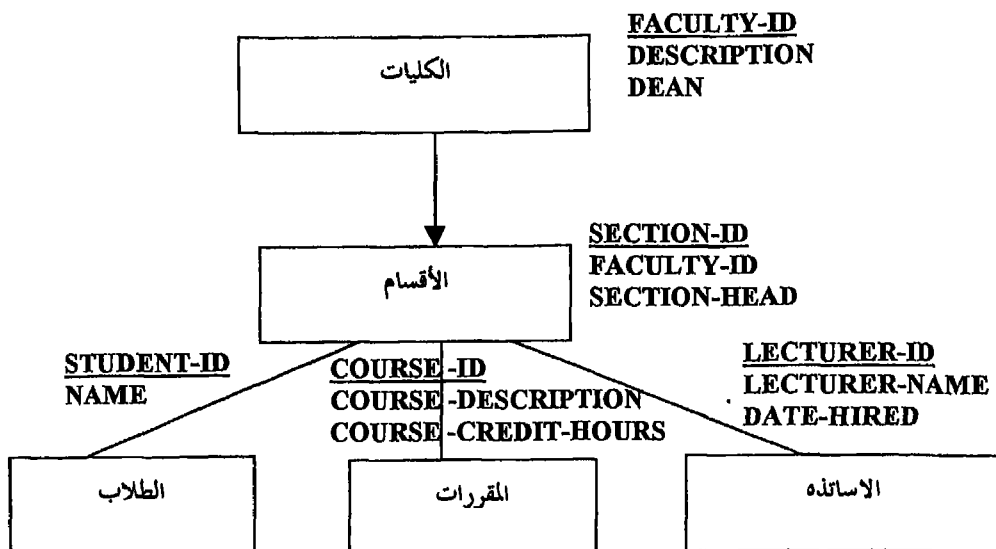 FACULTY-ID
DESCRIPTION
DEAN
الكليات
SECTION-ID
FACULTY-ID
SECTION-HEAD
الأقسام
STUDENT-ID
NAME
COURSE-ID
COURSE-DESCRIPTION
COURSE-CREDIT-HOURS
LECTURER-ID
LECTURER-NAME
DATE-HIRED
الطلاب
المقررات
الاساتذه